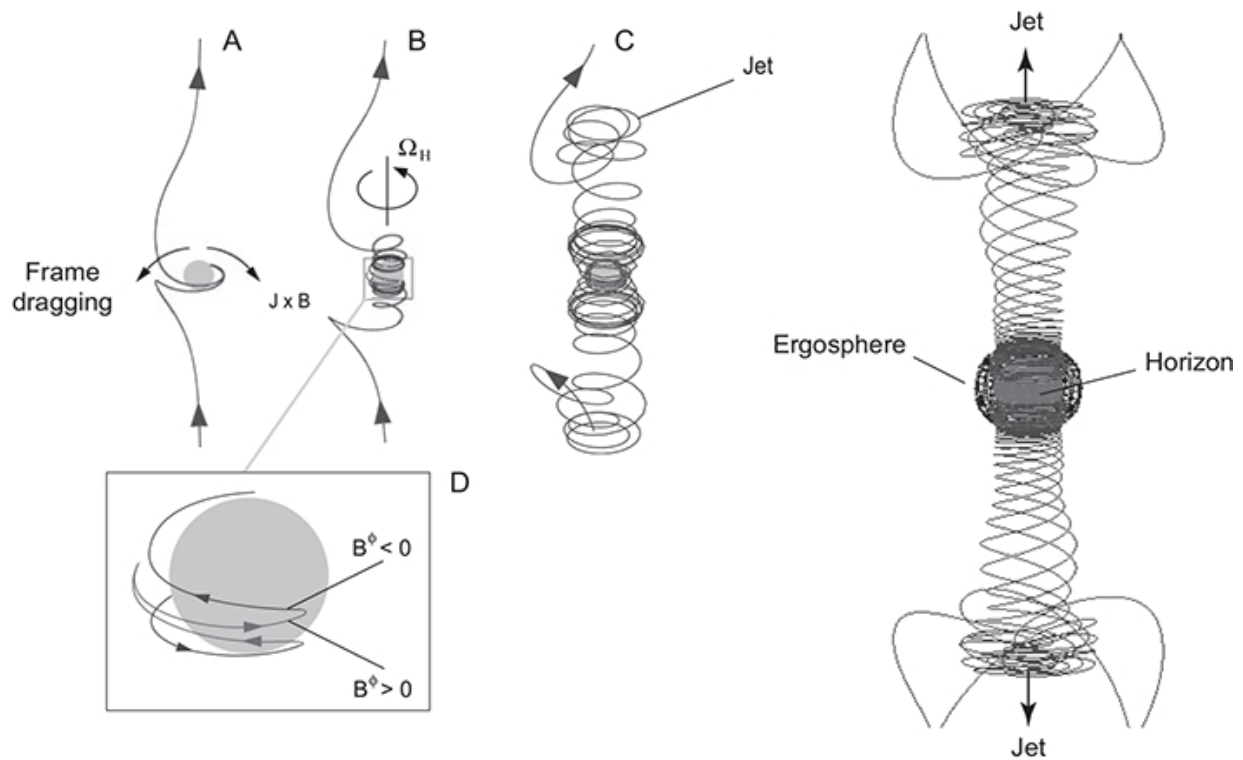 A
B
C
Jet
Ω_H
Frame
dragging
J x B
D
B^ϕ < 0
B^ϕ > 0
Jet
Ergosphere
Horizon
Jet